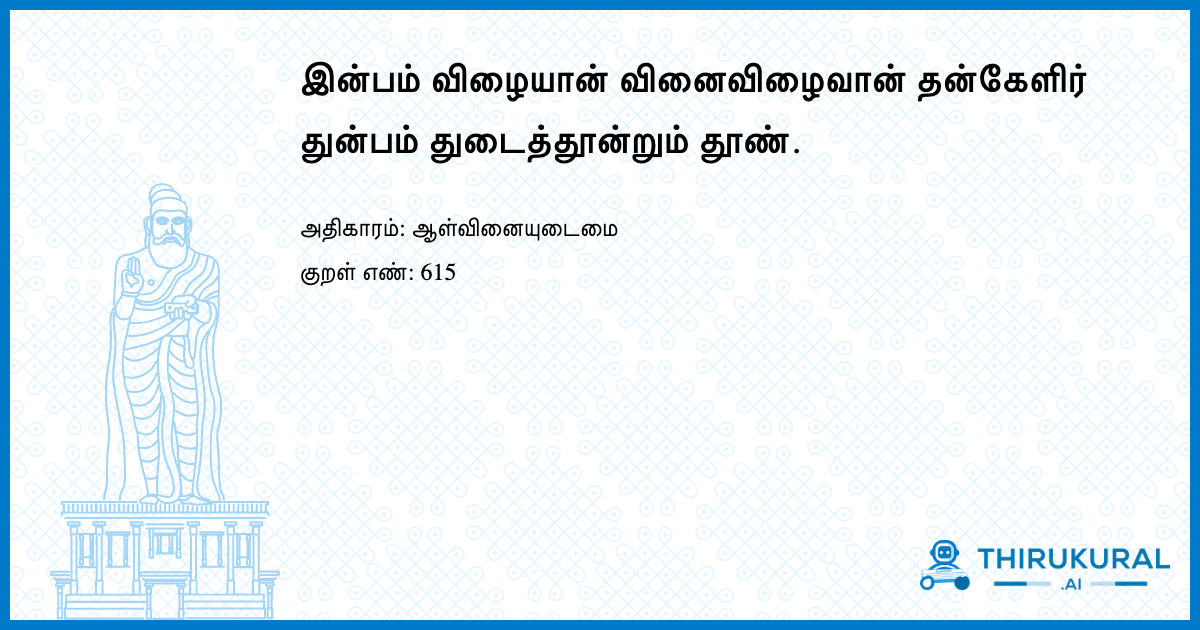 இன்பம் விழையான் வினைவிழைவான் தன்கேளிர்
துன்பம் துடைத்தூன்றும் தூண்.
அதிகாரம்: ஆள்வினையுடைமை
குறள் எண்: 615
THIRUKURAL
.AI